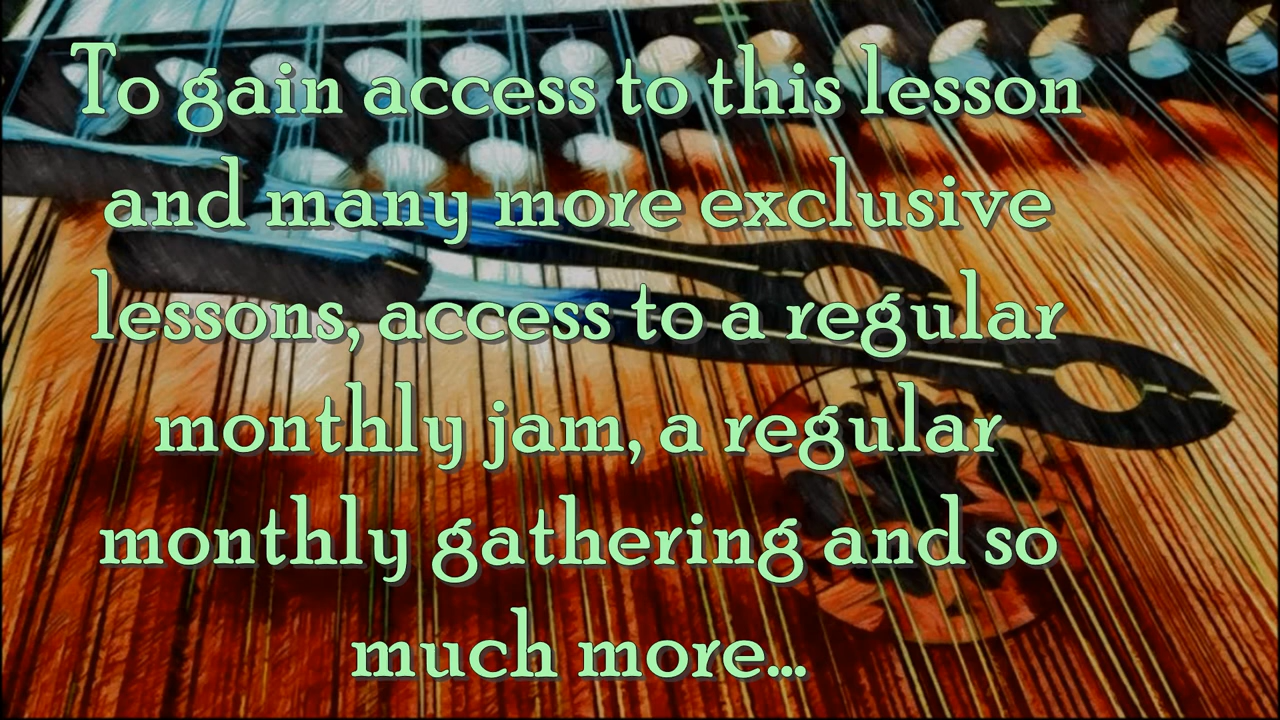 To gain access to this lesson
and many more exclusive
lessons, access to a regular
monthly jam, a regular
monthly gathering and so
much more...